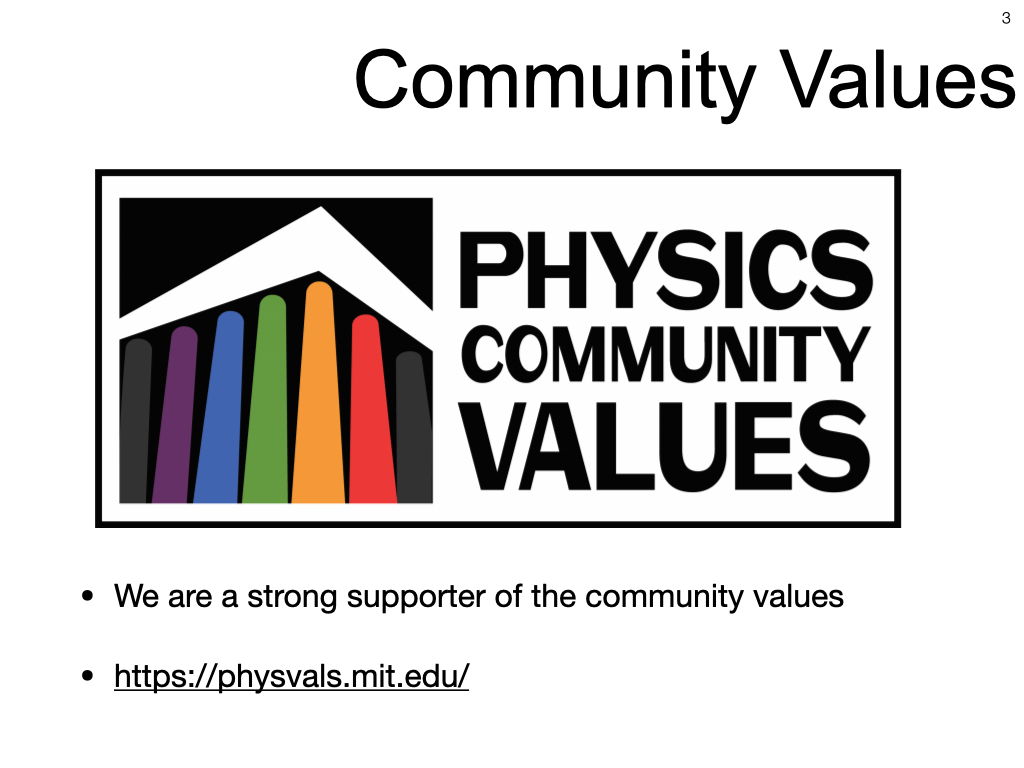 3
Community Values
PHYSICS
COMMUNITY
VALUES
• We are a strong supporter of the community values
• https://physvals.mit.edu/